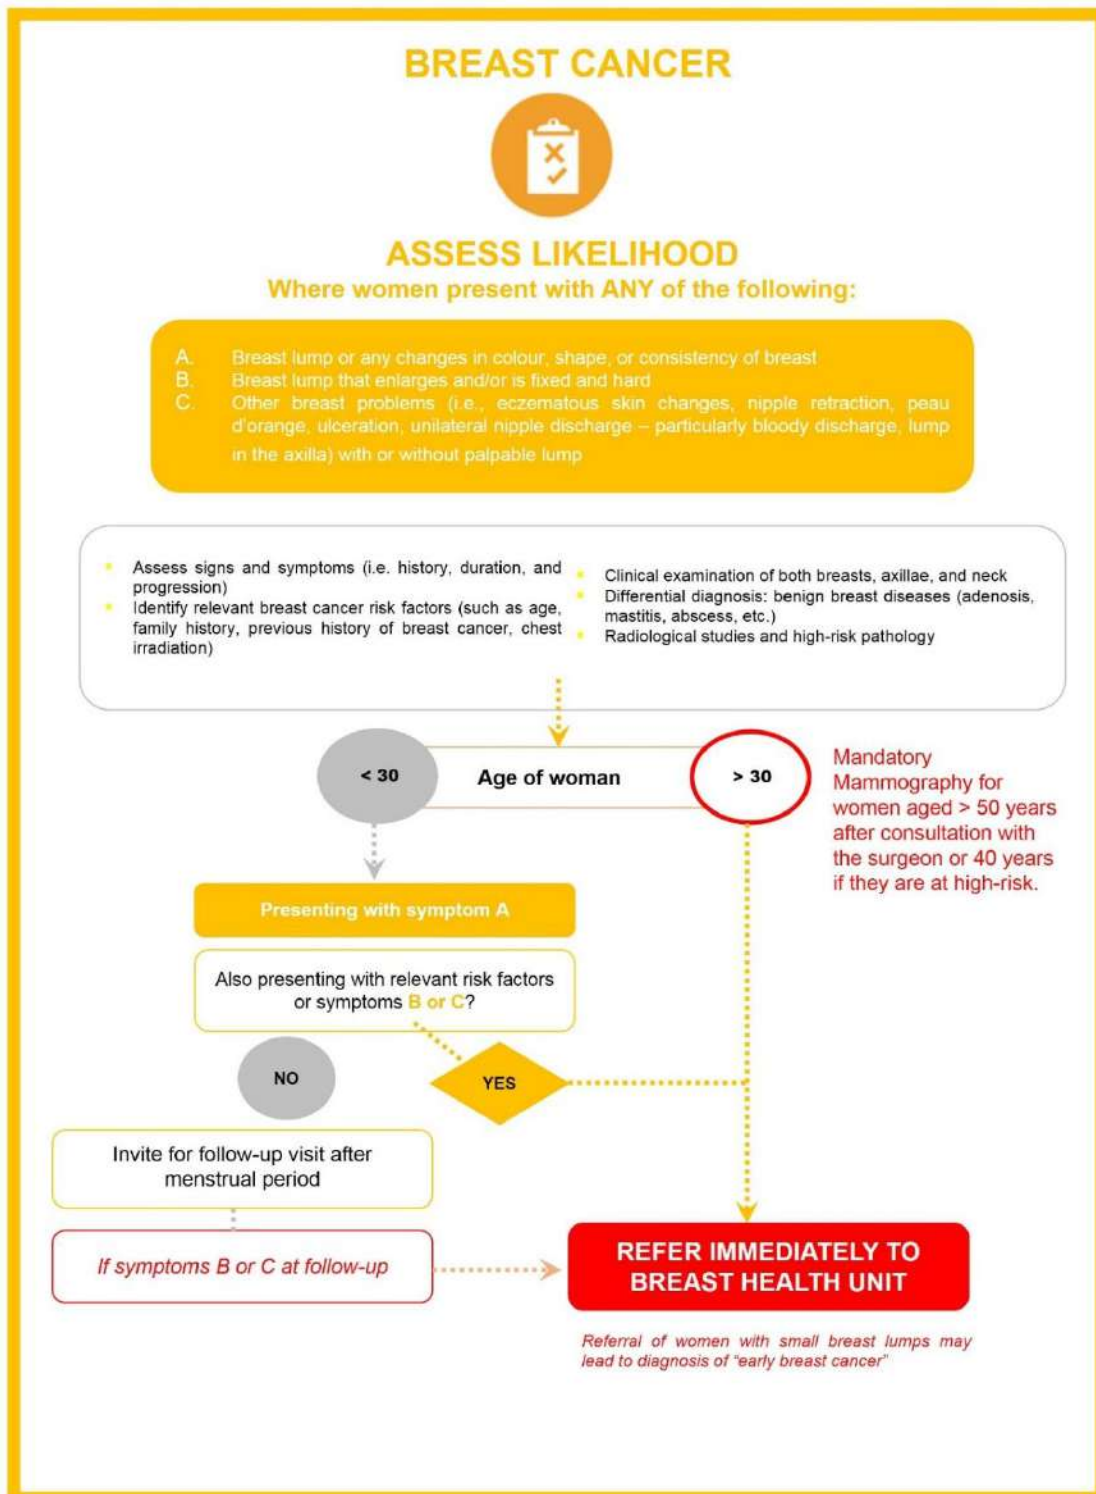 BREAST CANCER
ASSESS LIKELIHOOD
Where women present with ANY of the following:
A. Breast lump or any changes in colour, shape, or consistency of breast
B. Breast lump that enlarges and/or is fixed and hard
C. Other breast problems (i.e., eczematous skin changes, nipple retraction, peau
d'orange, ulceration, unilateral nipple discharge – particularly bloody discharge, lump
in the axilla) with or without palpable lump
Assess signs and symptoms (i.e. history, duration, and
progression)
Identify relevant breast cancer risk factors (such as age,
family history, previous history of breast cancer, chest
irradiation)
Clinical examination of both breasts, axillae, and neck
Differential diagnosis: benign breast diseases (adenosis,
mastitis, abscess, etc.)
Radiological studies and high-risk pathology
< 30
Age of woman
> 30
Mandatory
Mammography for
women aged > 50 years
after consultation with
the surgeon or 40 years
if they are at high-risk.
Presenting with symptom A
Also presenting with relevant risk factors
or symptoms B or C?
NO
YES
Invite for follow-up visit after
menstrual period
If symptoms B or C at follow-up
REFER IMMEDIATELY TO
BREAST HEALTH UNIT
Referral of women with small breast lumps may
lead to diagnosis of "early breast cancer"